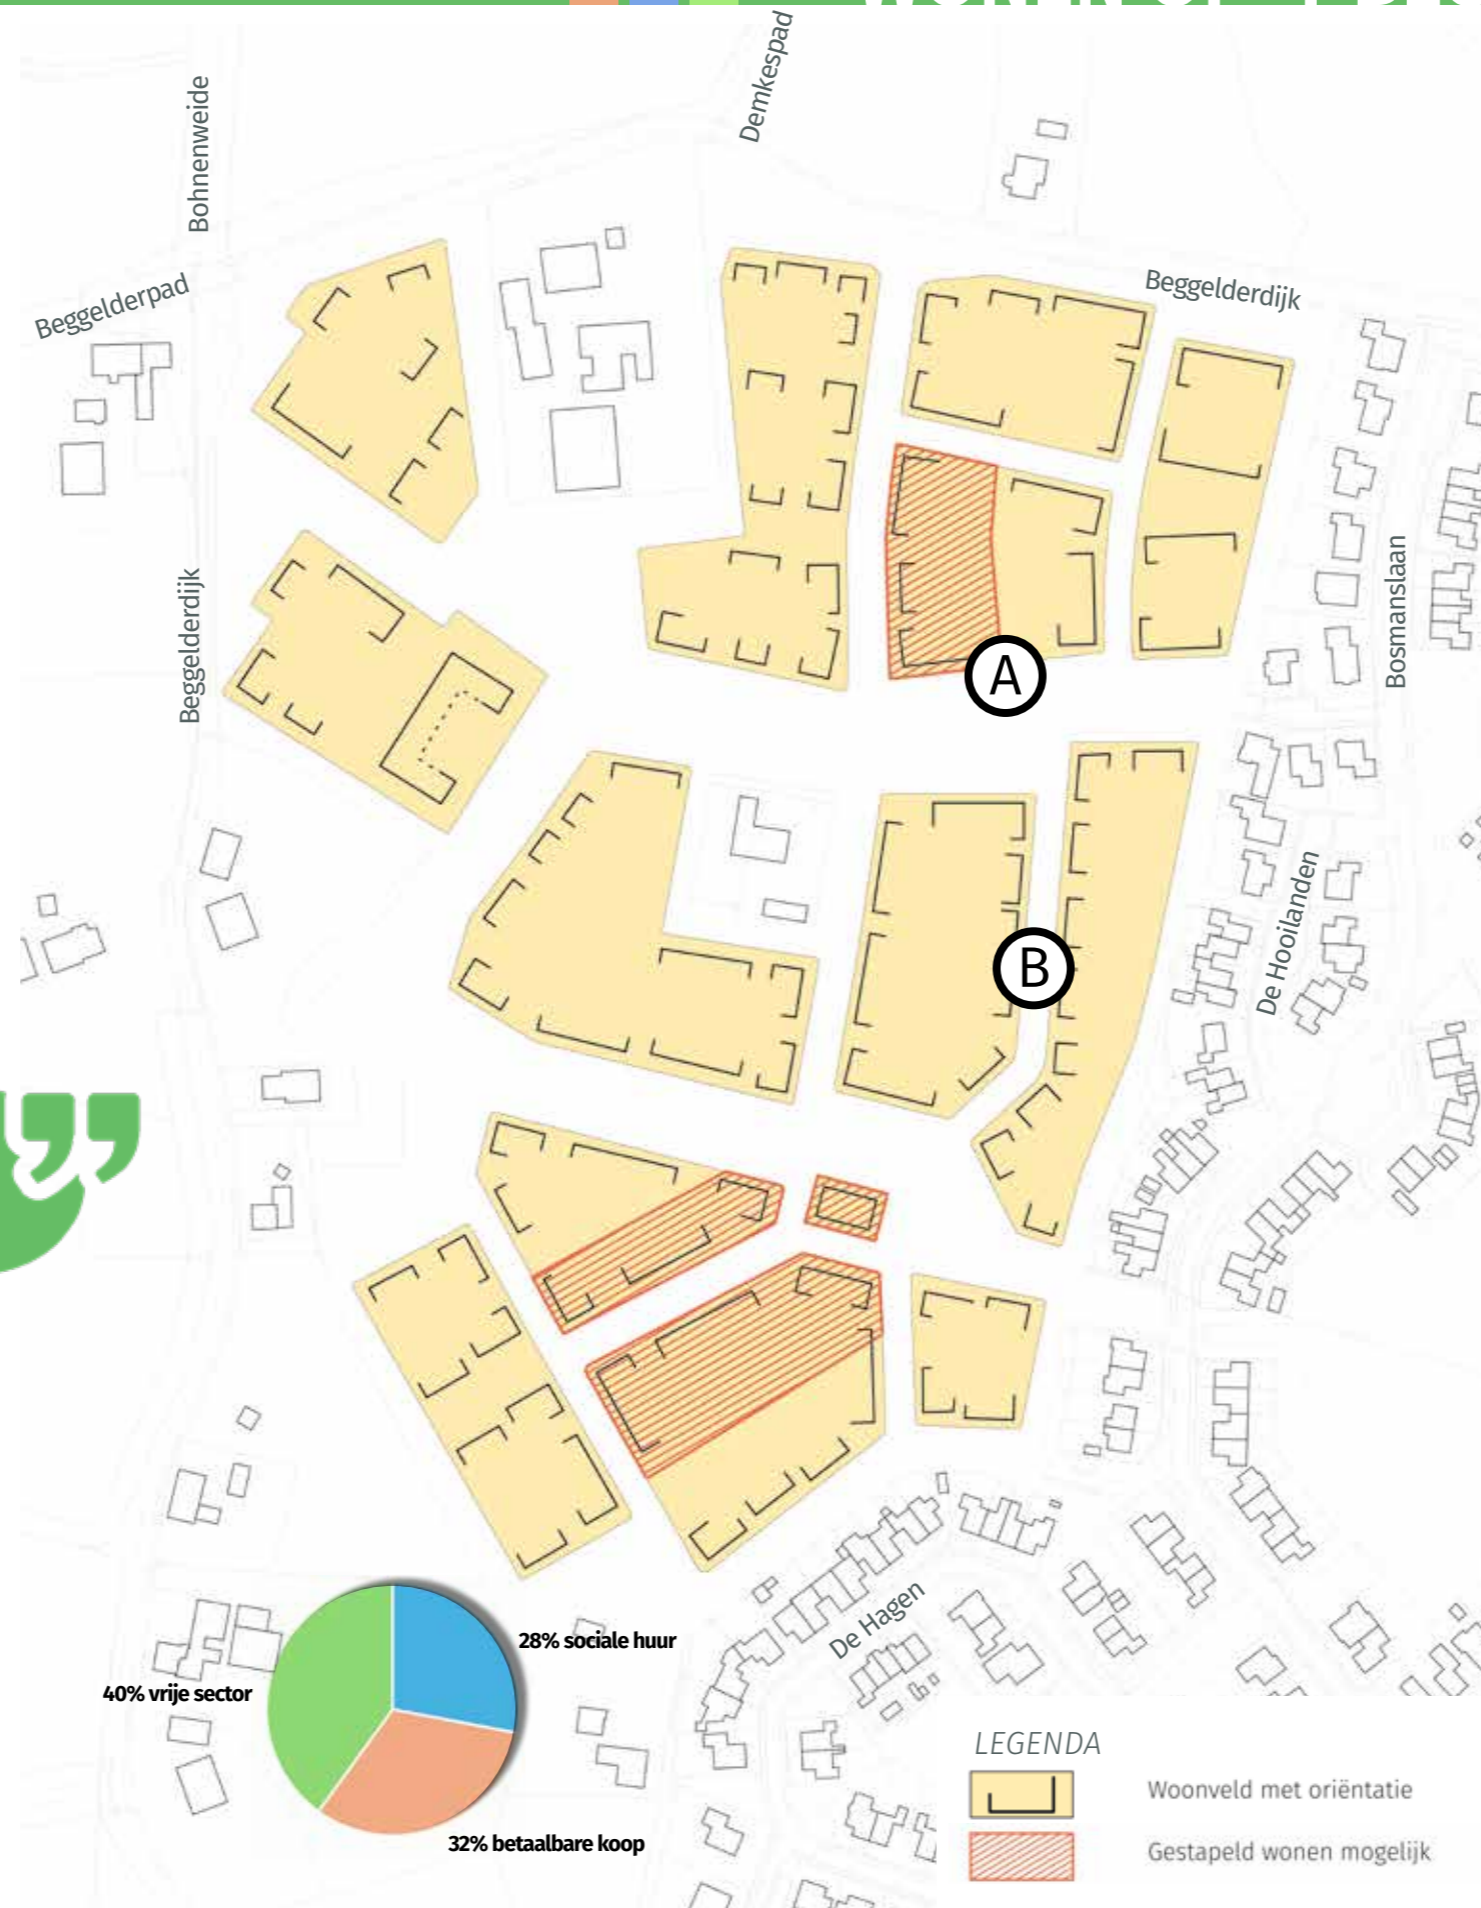 Demkespad
Bohnenweide
Beggelderpad
Beggelderdijk
Beggelderdijk
Bosmanslaan
A
De Hooilanden
B
De Hagen
28% sociale huur
40% vrije sector
32% betaalbare koop
LEGENDA
Woonveld met oriëntatie
Gestapeld wonen mogelijk